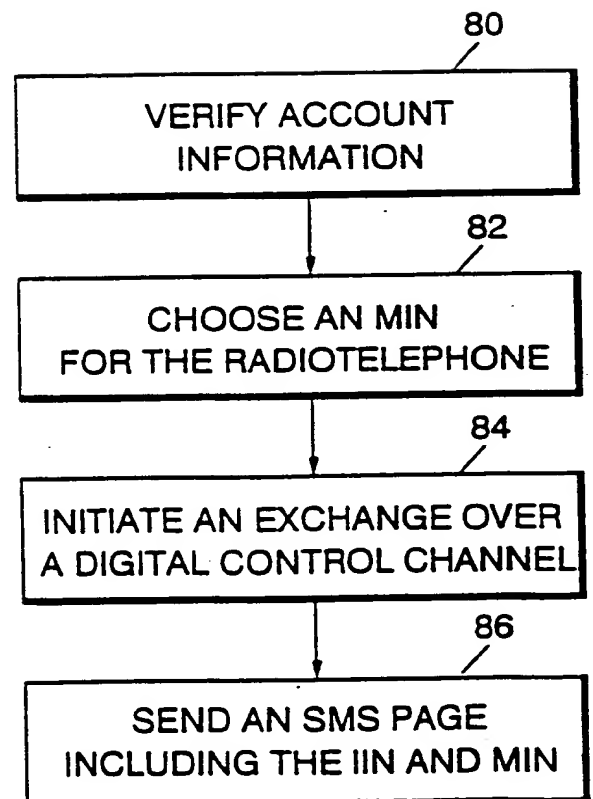 80
VERIFY ACCOUNT
INFORMATION
82
CHOOSE AN MIN
FOR THE RADIOTELEPHONE
84
INITIATE AN EXCHANGE OVER
A DIGITAL CONTROL CHANNEL
86
SEND AN SMS PAGE
INCLUDING THE IIN AND MIN